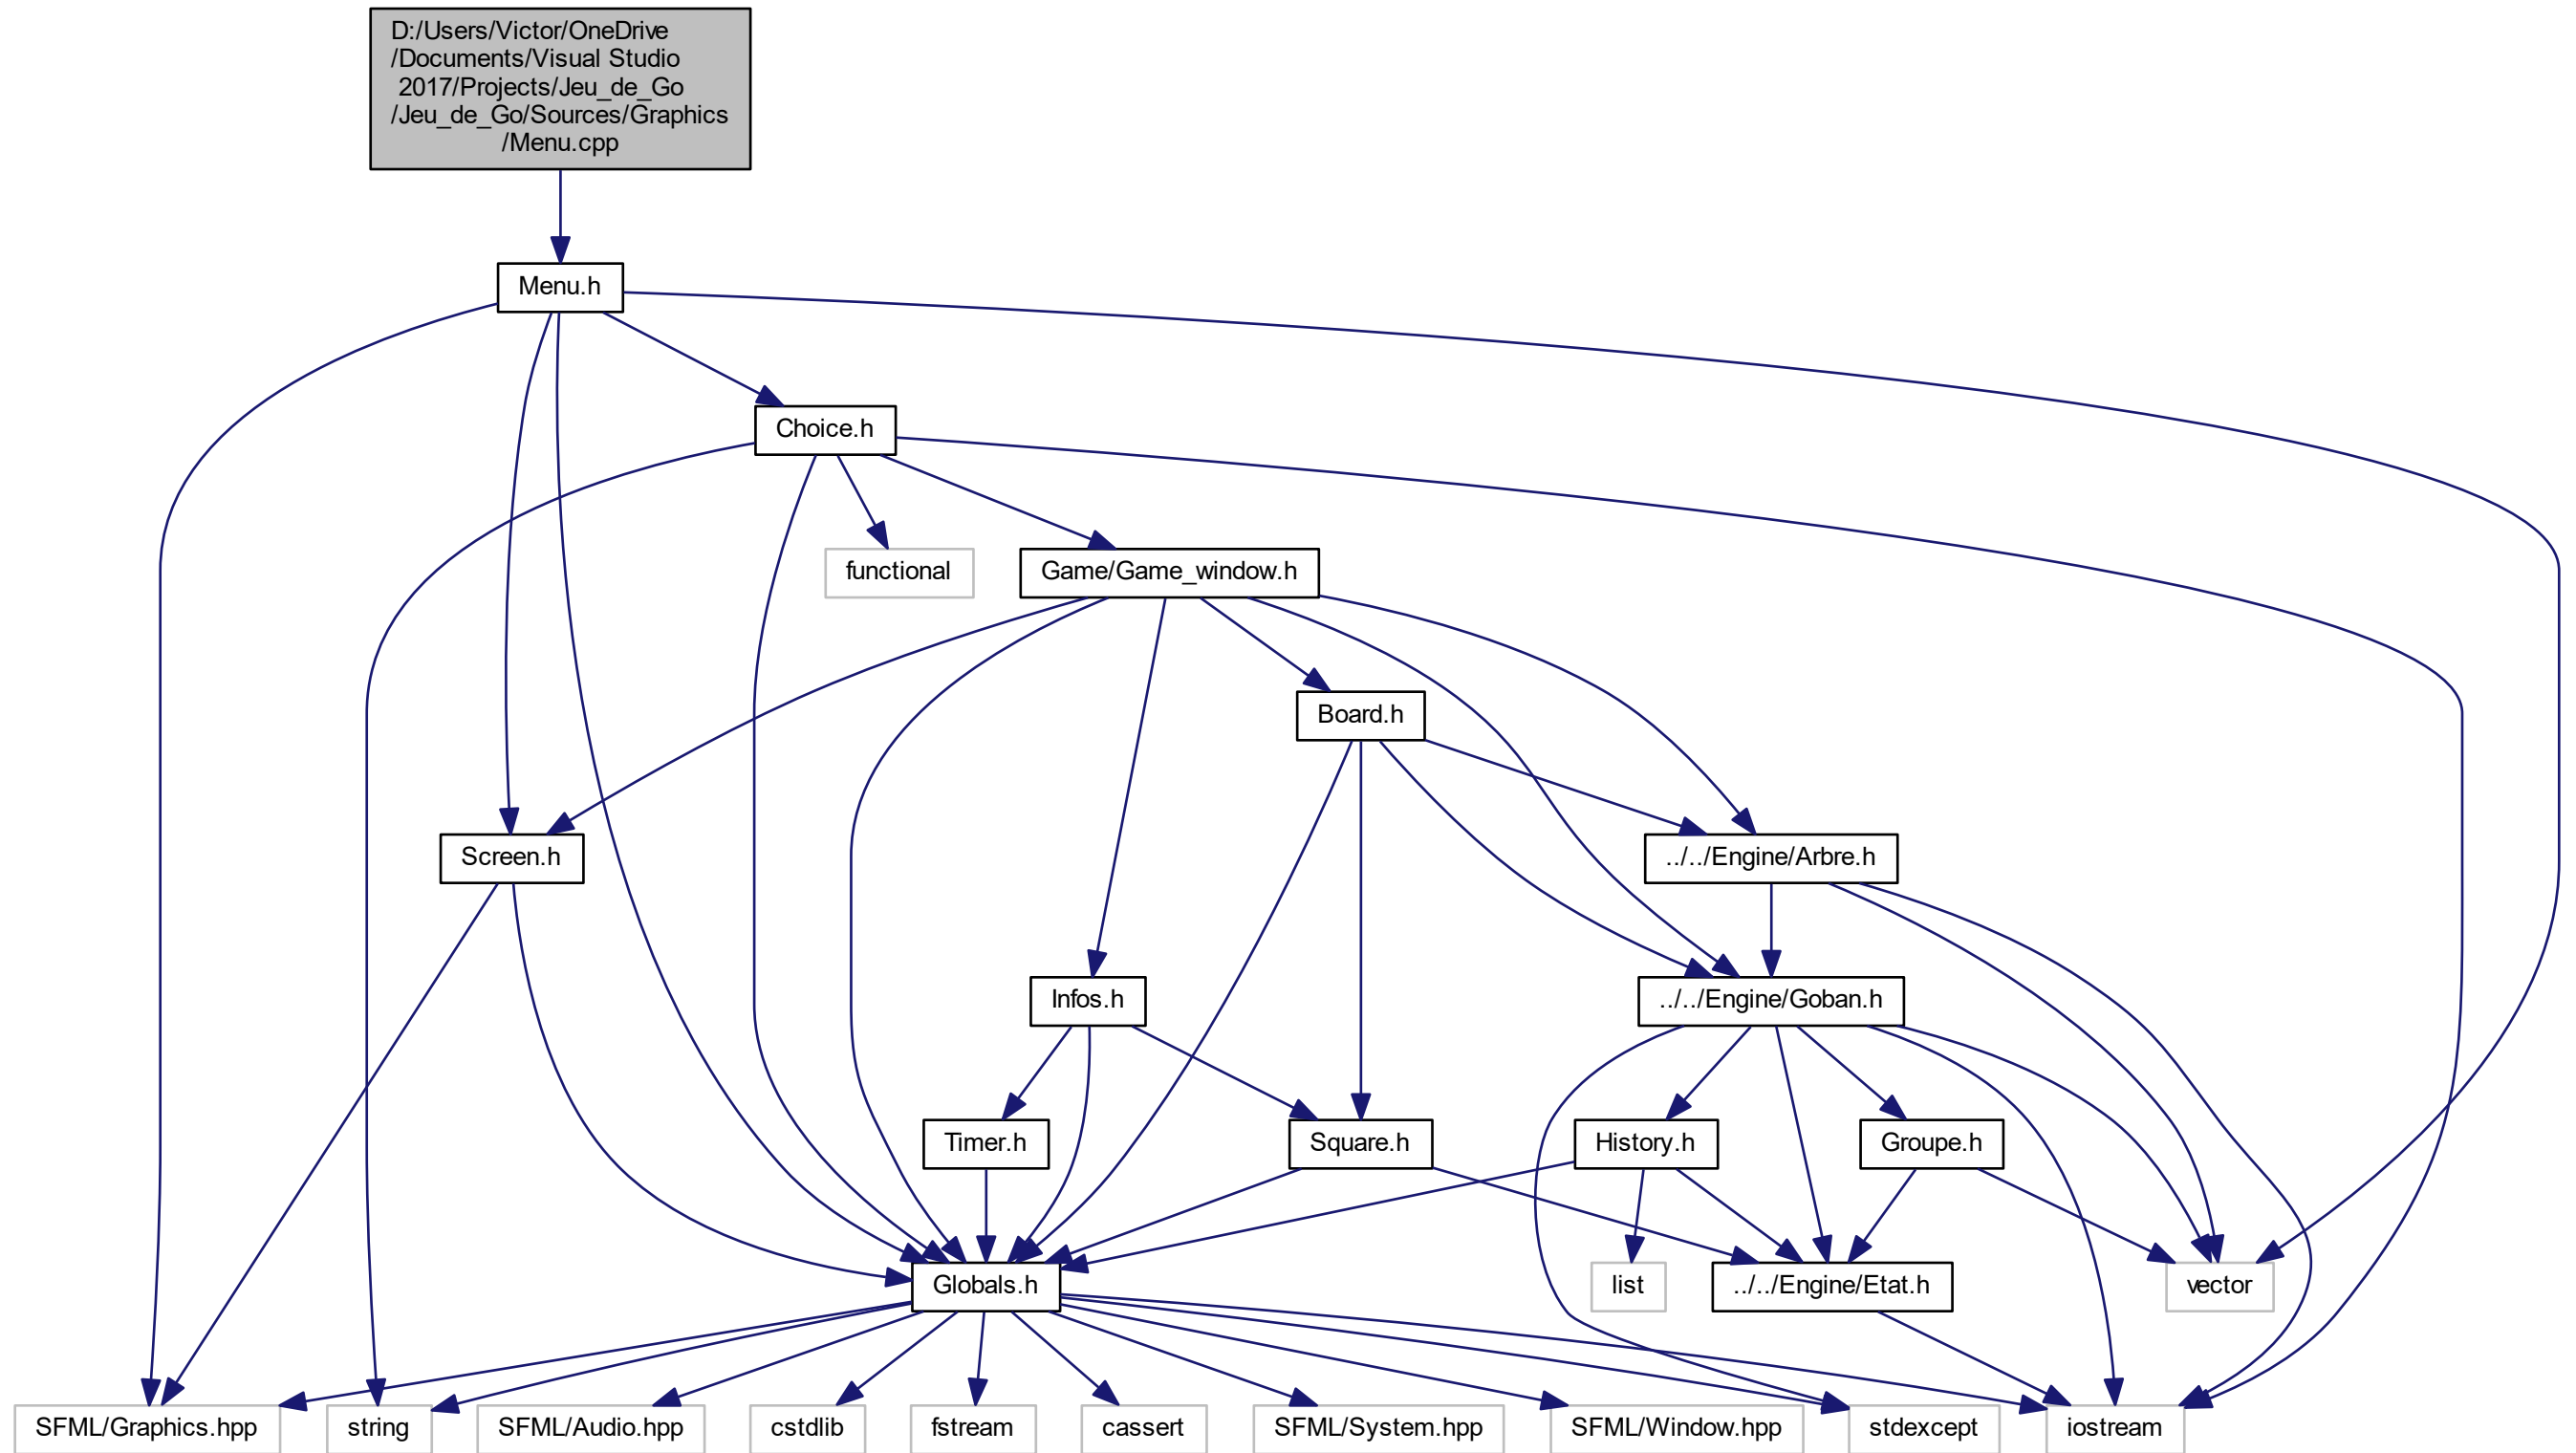 D:/Users/Victor/OneDrive
/Documents/Visual Studio
2017/Projects/Jeu_de_Go
/Jeu_de_Go/Sources/Graphics
/Menu.cpp
Menu.h
Choice.h
functional
Game/Game_window.h
Board.h
Screen.h
../../Engine/Arbre.h
Infos.h
../../Engine/Goban.h
Timer.h
Square.h
History.h
Groupe.h
Globals.h
list
../../Engine/Etat.h
vector
SFML/Graphics.hpp
string
SFML/Audio.hpp
cstdlib
fstream
cassert
SFML/System.hpp
SFML/Window.hpp
stdexcept
iostream